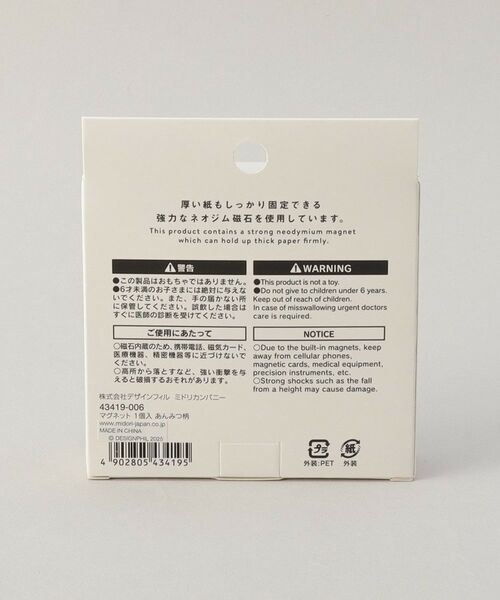 厚い紙もしっかり固定できる
強力なネオジム磁石を使用しています。
This product contains a strong neodymium magnet
which can hold up thick paper firmly.
警告
●この製品はおもちゃではありません。
●6才未満のお子さまには絶対に与えな
いでください。また、手の届かない所
に保管してください。誤飲した場合は
すぐに医師の診断を受けてください。
WARNING
●This product is not a toy.
●Do not give to children under 6 years.
Keep out of reach of children.
In case of misswallowing urgent doctors
care is required.
ご使用にあたって
○磁石内蔵のため、携帯電話、磁気カード、
医療機器、精密機器等に近づけないで
ください。
○高所から落とすなど、強い衝撃を与
えると破損するおそれがあります。
NOTICE
○Due to the built-in magnets, keep
away from cellular phones,
magnetic cards, medical equipment,
precision instruments, etc.
○Strong shocks such as the fall
from a height may cause damage.
株式会社デザインフィル ミドリカンパニー
43419-006
マグネット 1個入 あんみつ柄
www.midori-japan.co.jp
MADE IN CHINA
© DESIGNPHIL 2025
4 902805 434195
プラ
外装:PET
紙
外装